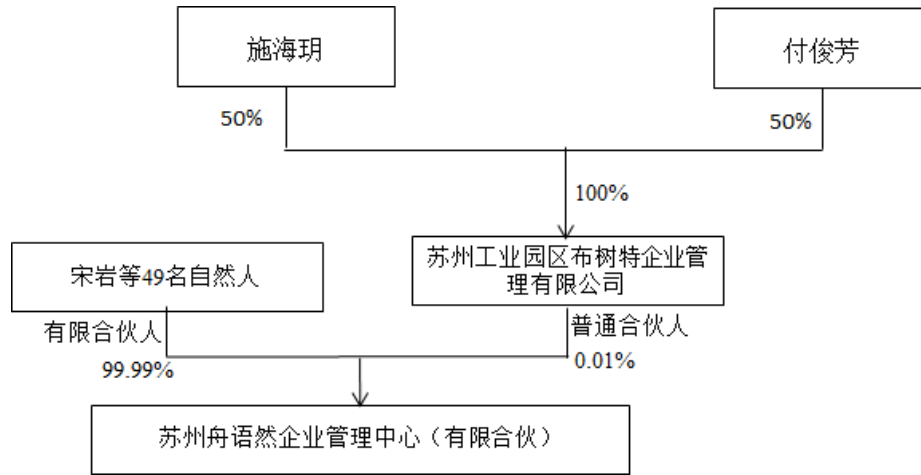 施海玥
付俊芳
50%
50%
100%
宋岩等49名自然人
苏州工业园区布树特企业管
理有限公司
有限合伙人
普通合伙人
99.99%
0.01%
苏州舟语然企业管理中心（有限合伙）